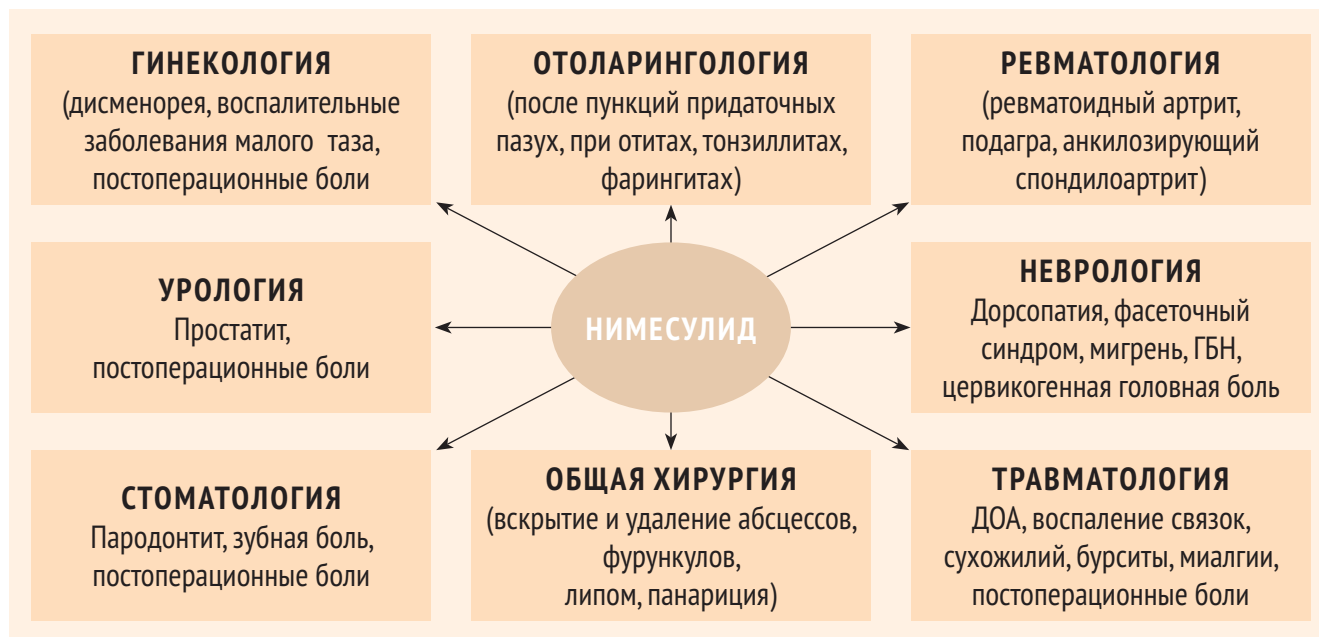 ГИНЕКОЛОГИЯ
(дисменорея, воспалительные
заболевания малого таза,
постоперационные боли
ОТОЛАРИНГОЛОГИЯ
(после пункций придаточных
пазух, при отитах, тонзиллитах,
фарингитах)
РЕВМАТОЛОГИЯ
(ревматоидный артрит,
подагра, анкилозирующий
спондилоартрит)
УРОЛОГИЯ
Простатит,
постоперационные боли
НИМЕСУЛИД
НЕВРОЛОГИЯ
Дорсопатия, фасеточный
синдром, мигрень, ГБН,
цервикогенная головная боль
СТОМАТОЛОГИЯ
Пародонтит, зубная боль,
постоперационные боли
ОБЩАЯ ХИРУРГИЯ
(вскрытие и удаление абсцессов,
фурункулов,
липом, панариция)
ТРАВМАТОЛОГИЯ
ДОА, воспаление связок,
сухожилий, бурситы, миалгии,
постоперационные боли